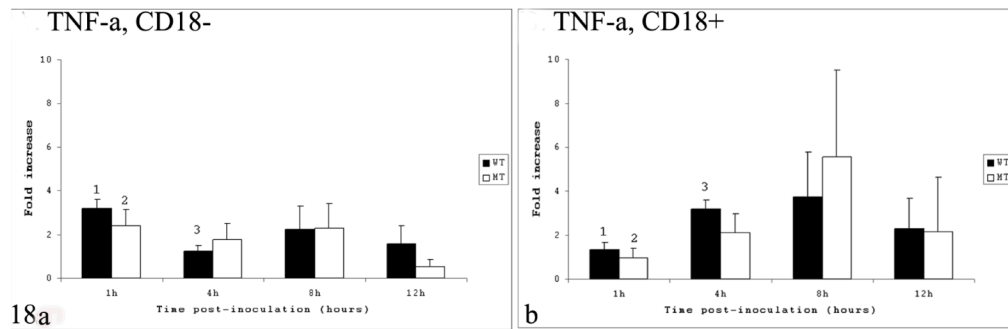 TNF-a, CD18-
10
8
6
4
2
0
Fold increase
1
2
3
WT
MT
1h
4h
8h
12h
Time post-inoculation (hours)
18a
TNF-a, CD18+
10
8
6
4
2
0
Fold increase
1
2
3
WT
MT
1h
4h
8h
12h
Time post-inoculation (hours)
b